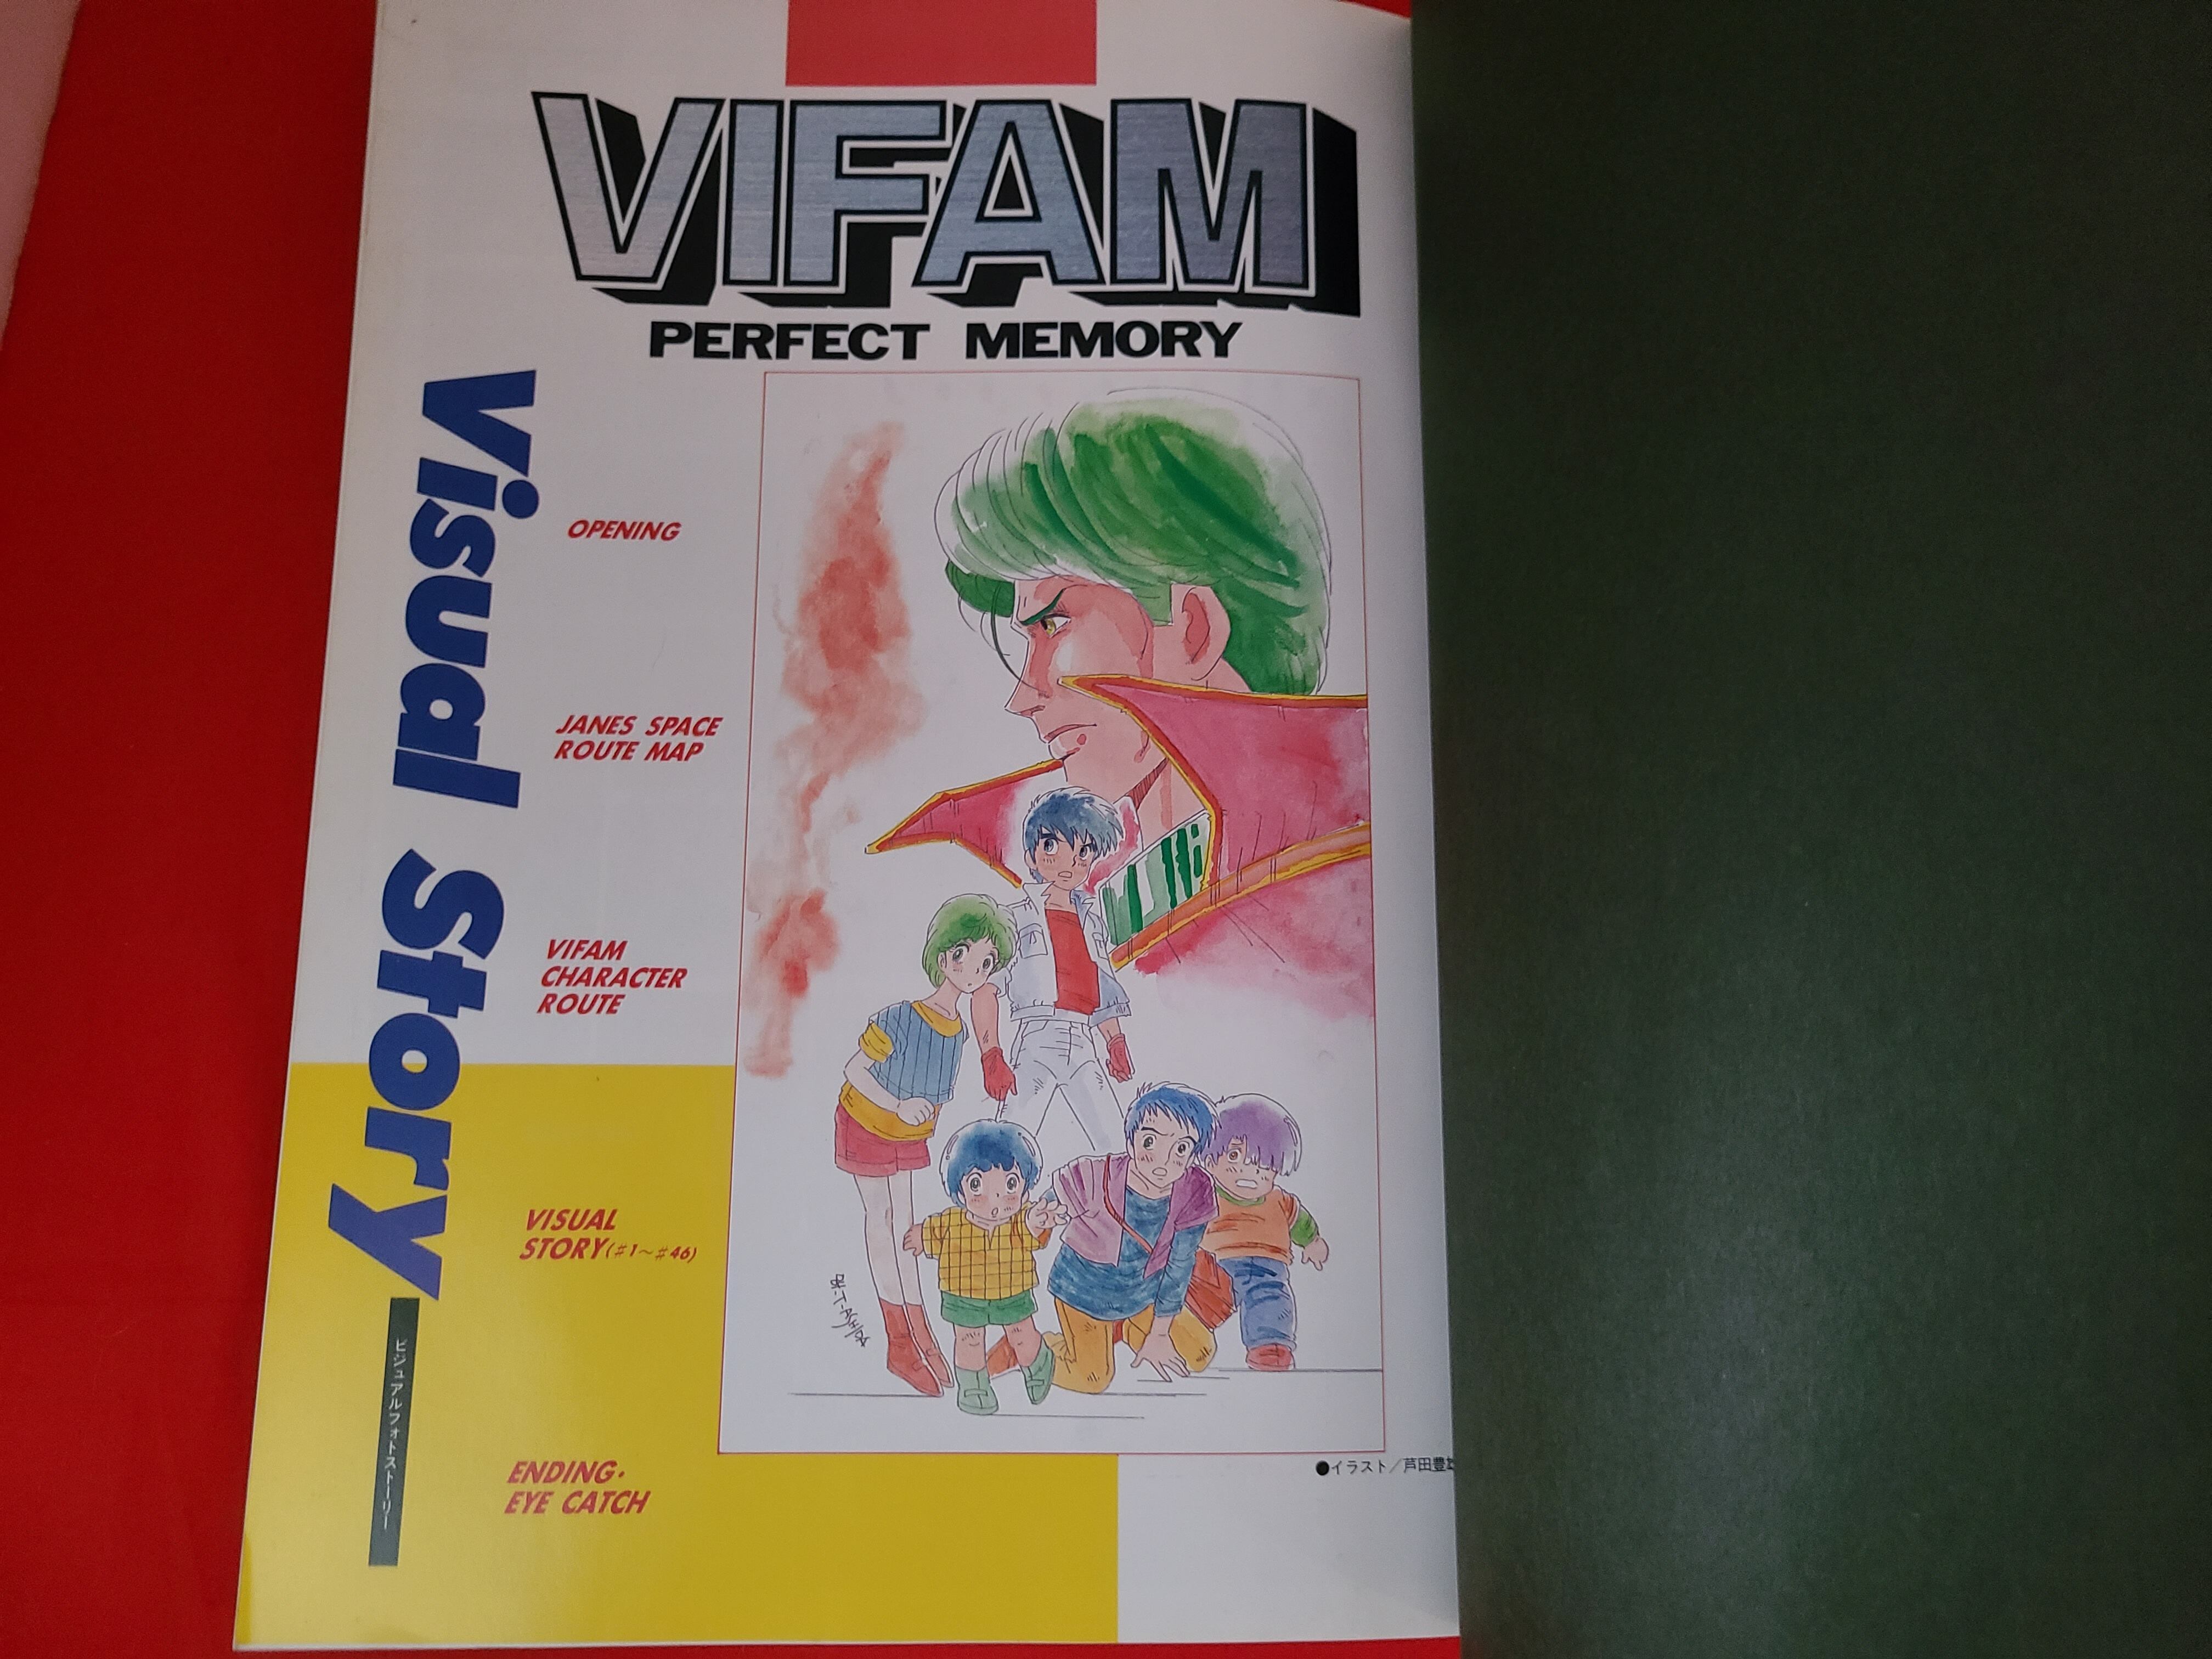 VIFAM
PERFECT MEMORY
Visual Story
ビジュアルフォトストーリー
OPENING
JANES SPACE
ROUTE MAP
VIFAM
CHARACTER
ROUTE
VISUAL
STORY(♯1～♯46)
ENDING・
EYE CATCH
●イラスト／芦田豊雄